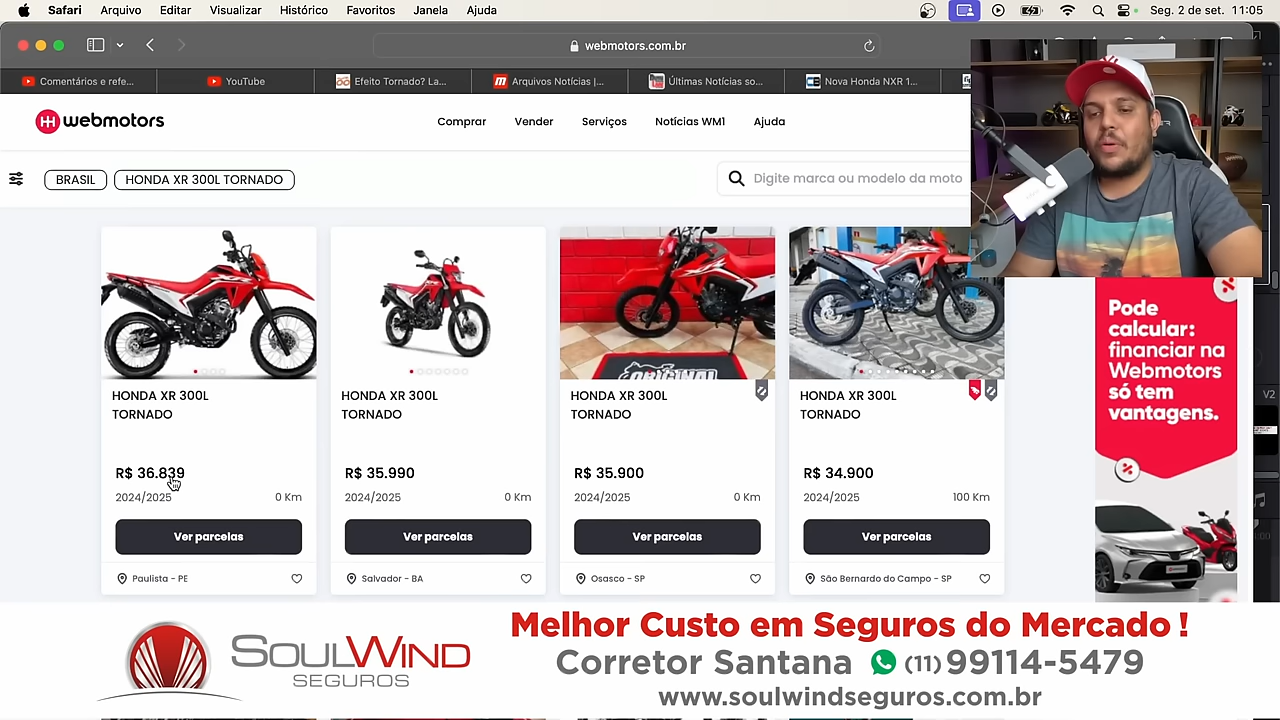 Safari Arquivo Editar Visualizar Histórico Favoritos Janela Ajuda Seg. 2 de set. 11:05
webmotors.com.br
Comentários e refe... YouTube Efeito Tornado? La... Arquivos Notícias |... Últimas Notícias so... Nova Honda NXR 1...
webmotors Comprar Vender Serviços Notícias WM1 Ajuda
BRASIL HONDA XR 300L TORNADO Digite marca ou modelo da moto
ORIGINAL
HONDA XR 300L
TORNADO
R$ 36.839
2024/2025 0 Km
Ver parcelas
Paulista - PE
HONDA XR 300L
TORNADO
R$ 35.990
2024/2025 0 Km
Ver parcelas
Salvador - BA
HONDA XR 300L
TORNADO
R$ 35.900
2024/2025 0 Km
Ver parcelas
Osasco - SP
HONDA XR 300L
TORNADO
R$ 34.900
2024/2025 100 Km
Ver parcelas
São Bernardo do Campo - SP
Pode
calcular:
financiar na
Webmotors
só tem
vantagens.
V2
SOULWIND
SEGUROS
Melhor Custo em Seguros do Mercado !
Corretor Santana (11) 99114-5479
www.soulwindseguros.com.br